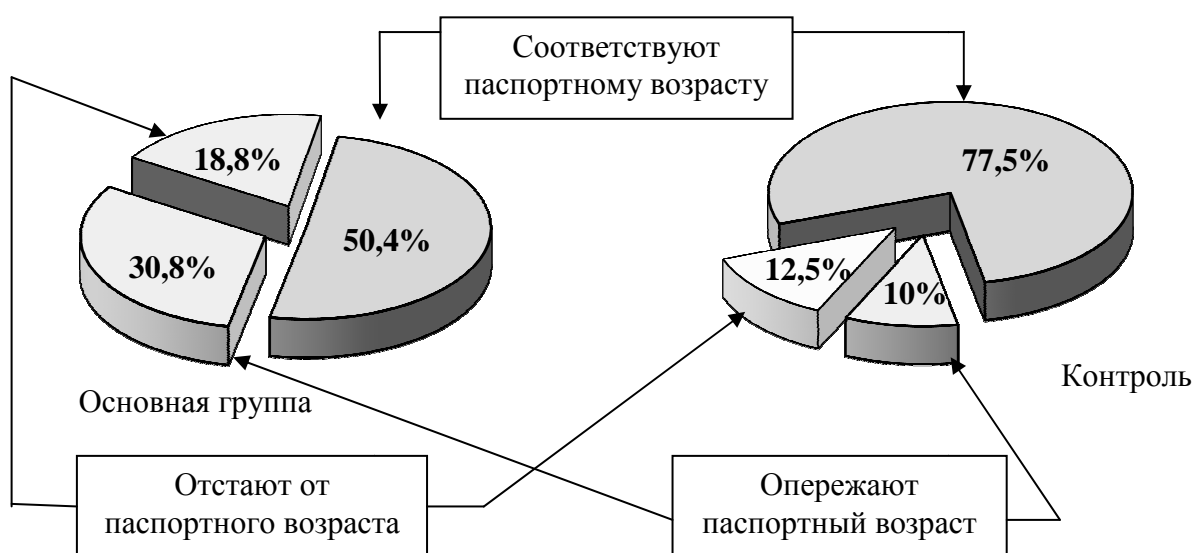 Соответствуют
паспортному возрасту
18,8%
50,4%
30,8%
77,5%
12,5%
10%
Основная группа
Контроль
Отстают от
паспортного возраста
Опережают
паспортный возраст